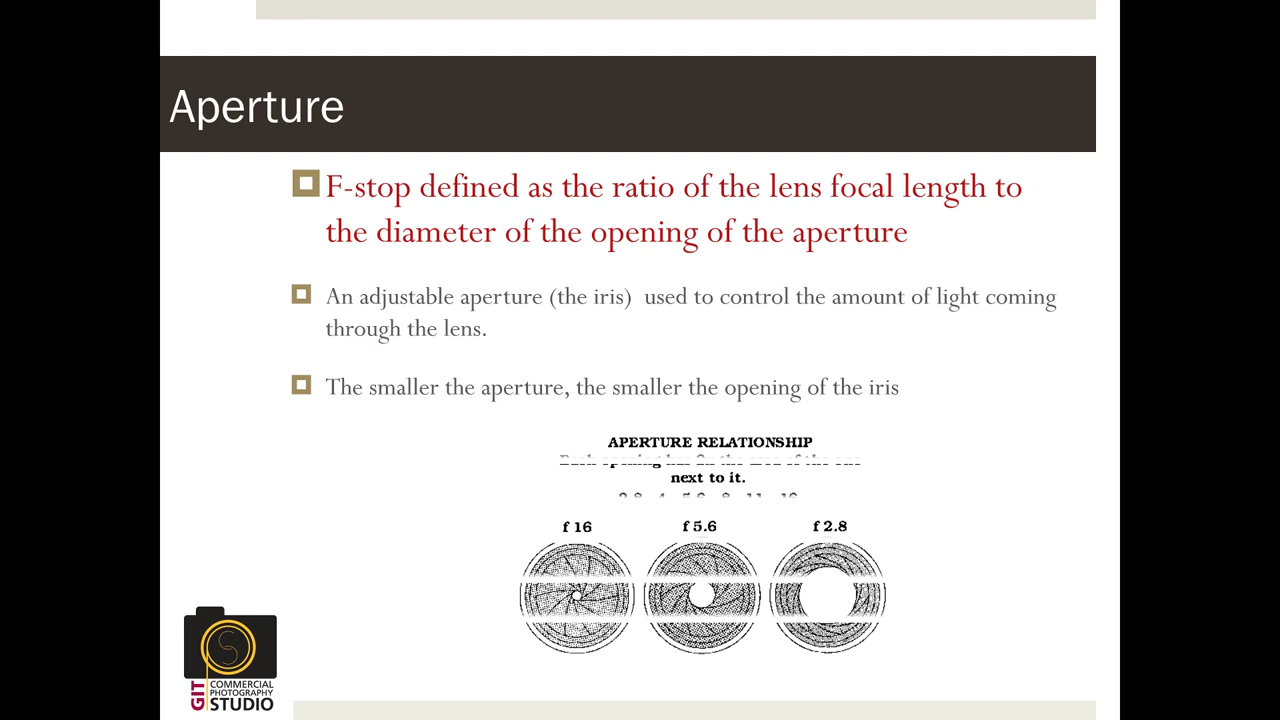 Aperture
F-stop defined as the ratio of the lens focal length to
the diameter of the opening of the aperture
An adjustable aperture (the iris) used to control the amount of light coming
through the lens.
The smaller the aperture, the smaller the opening of the iris
APERTURE RELATIONSHIP
next to it.
f 16 f 5.6 f 2.8
GIT
COMMERCIAL
PHOTOGRAPHY
STUDIO